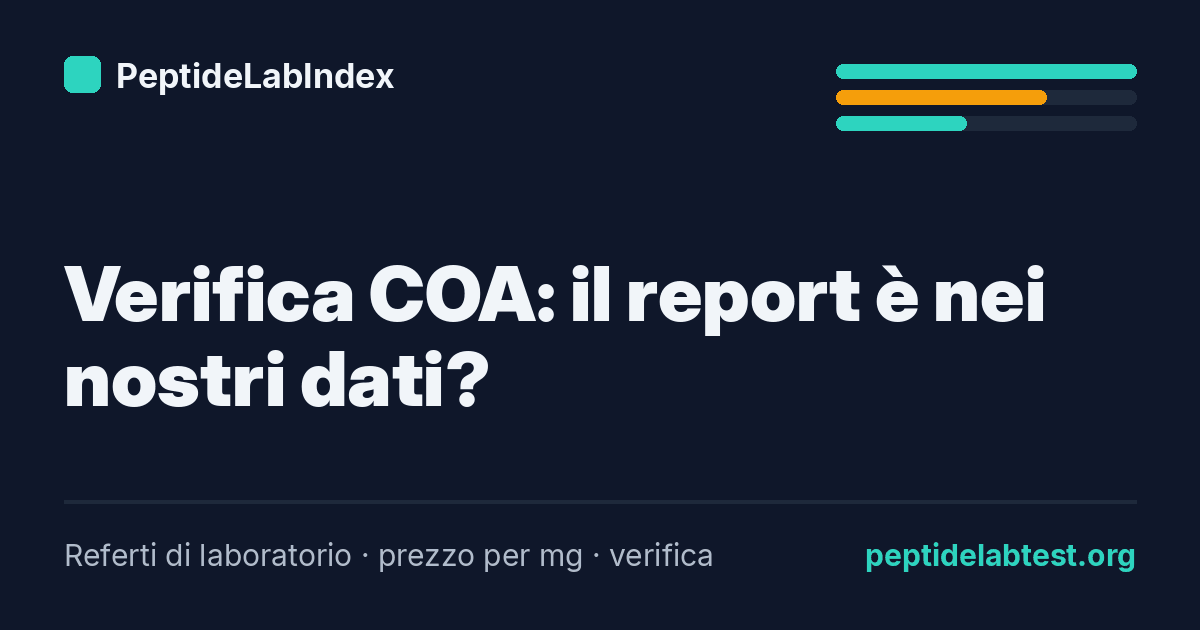 PeptideLabIndex
Verifica COA: il report è nei
nostri dati?
Referti di laboratorio · prezzo per mg · verifica
peptidelabtest.org